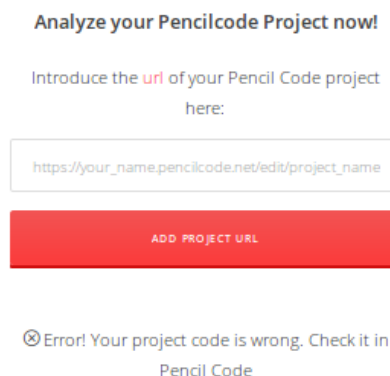 Analyze your Pencilcode Project now!
Introduce the url of your Pencil Code project
here:
https://your_name.pencilcode.net/edit/project_name
ADD PROJECT URL
Error! Your project code is wrong. Check it in
Pencil Code